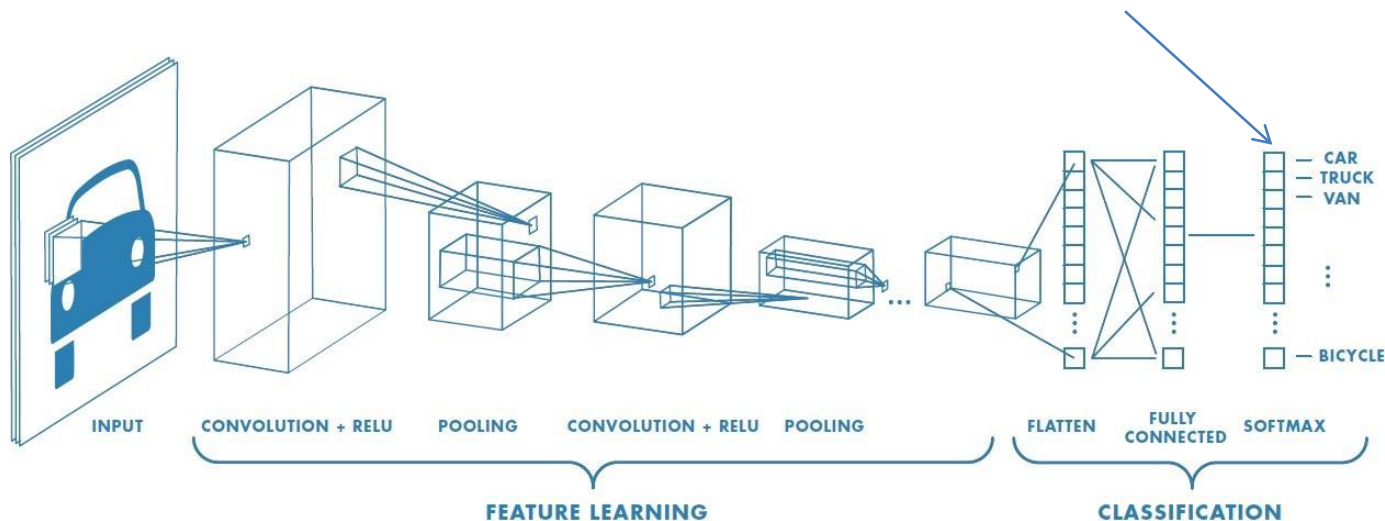 CAR
TRUCK
VAN
BICYCLE
INPUT
CONVOLUTION + RELU
POOLING
CONVOLUTION + RELU
POOLING
FLATTEN
FULLY
CONNECTED
SOFTMAX
FEATURE LEARNING
CLASSIFICATION